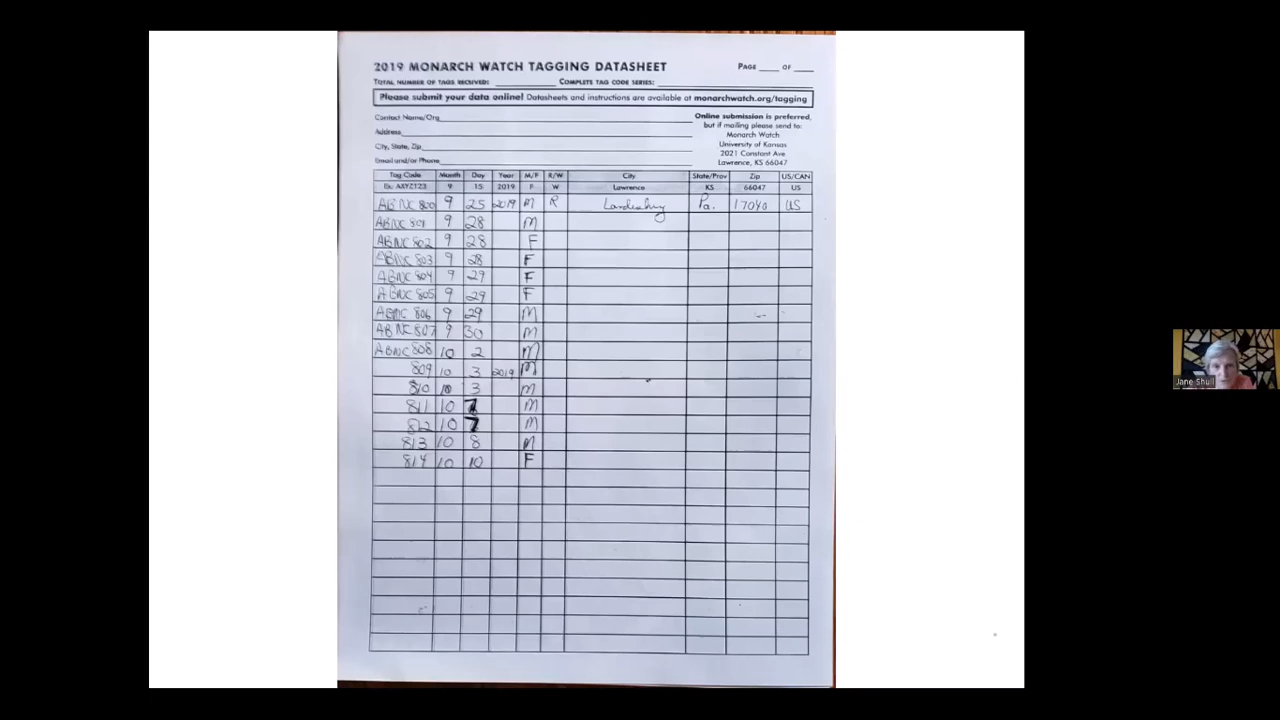 2019 MONARCH WATCH TAGGING DATASHEET PAGE ____ OF ____
TOTAL NUMBER OF TAGS RECEIVED: ____ COMPLETE TAG CODE SERIES: ____
Please submit your data online! Datasheets and instructions are available at monarchwatch.org/tagging
Contact Name/Org
Address
City, State, Zip
Email and/or Phone
Online submission is preferred,
but if mailing please send to:
Monarch Watch
University of Kansas
2021 Constant Ave
Lawrence, KS 66047
Tag Code Month Day Year M/F R/W City State/Prov Zip US/CAN
Ex. AXYZ123 9 15 2019 F W Lawrence KS 66047 US
ABNC 800 9 25 2019 M R Pa. US
ABNC 801 9 28 M
ABNC 802 9 28 F
ABNC 803 9 28 F
ABNC 804 9 29 F
ABNC 805 9 29 F
ABNC 806 9 29 M
ABNC 807 9 30 M
ABNC 808 10 2 M
809 10 3 2019 M
810 10 3 M
811 10 7 M
812 10 7 M
813 10 8 M
814 10 10 F
Jane Shull